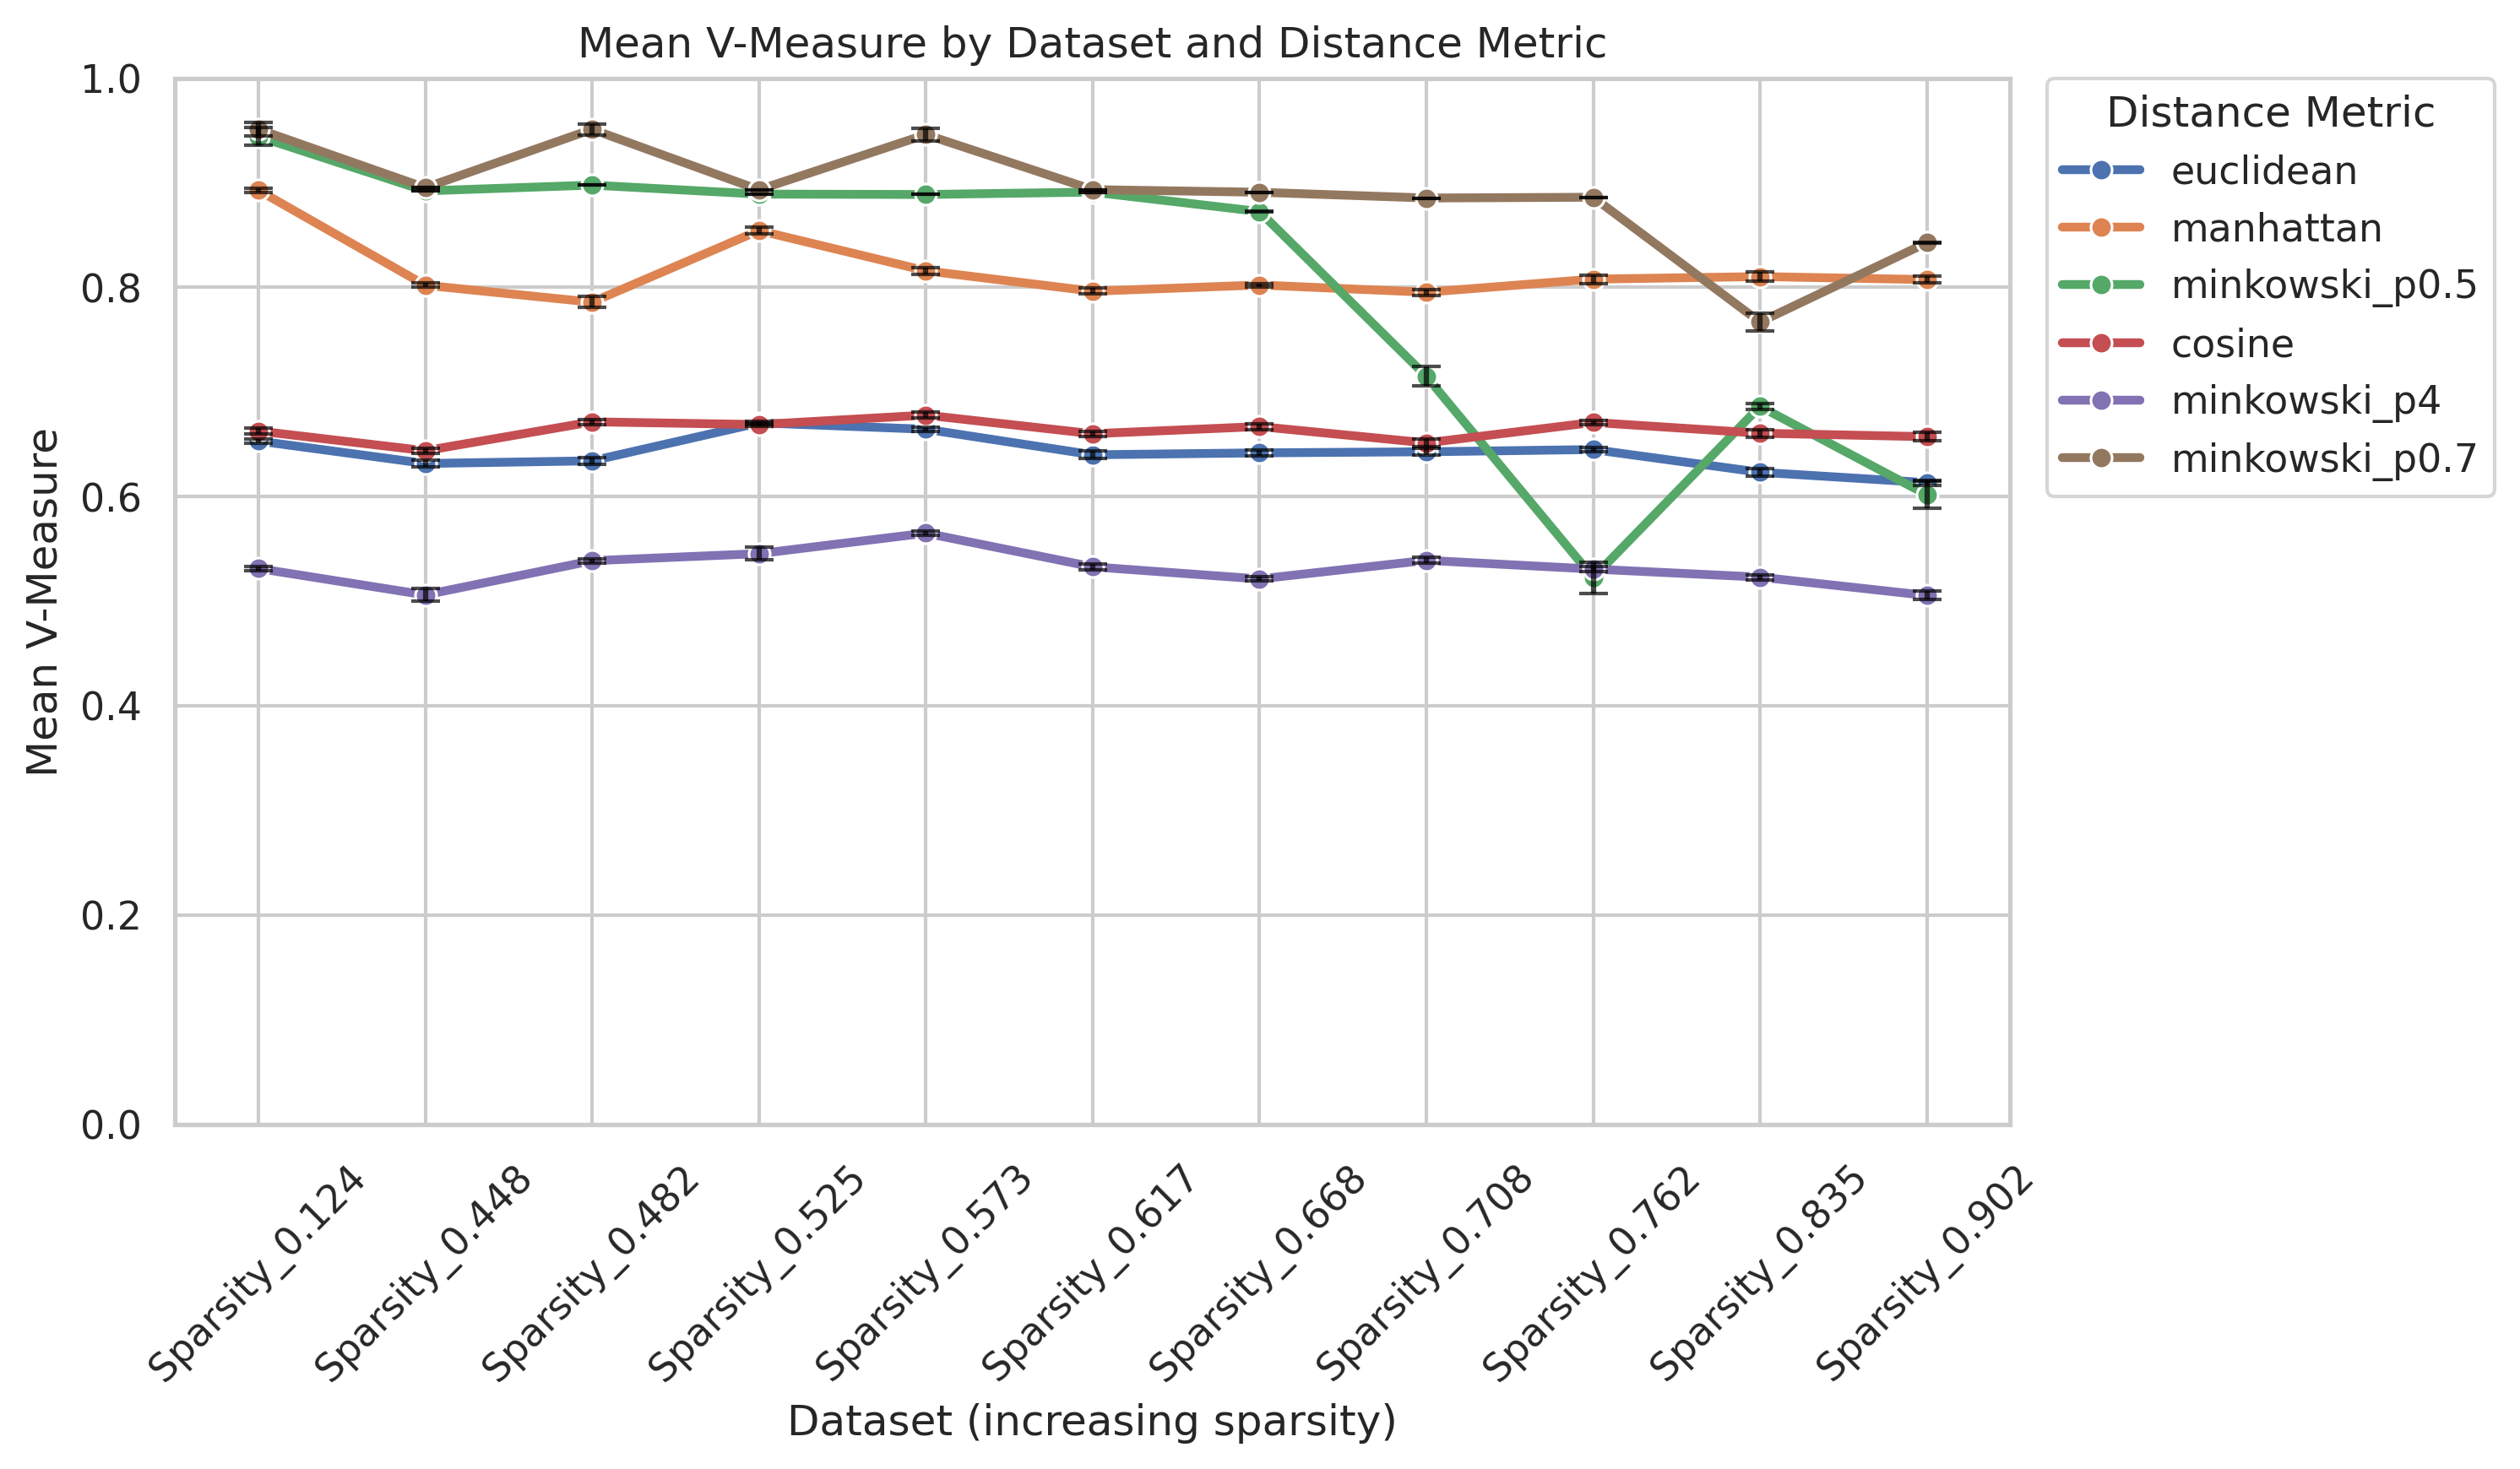 Mean V-Measure by Dataset and Distance Metric
1.0
0.8
0.6
0.4
0.2
0.0
Mean V-Measure
Sparsity_0.124
Sparsity_0.448
Sparsity_0.482
Sparsity_0.525
Sparsity_0.573
Sparsity_0.617
Sparsity_0.668
Sparsity_0.708
Sparsity_0.762
Sparsity_0.835
Sparsity_0.902
Dataset (increasing sparsity)
Distance Metric
euclidean
manhattan
minkowski_p0.5
cosine
minkowski_p4
minkowski_p0.7